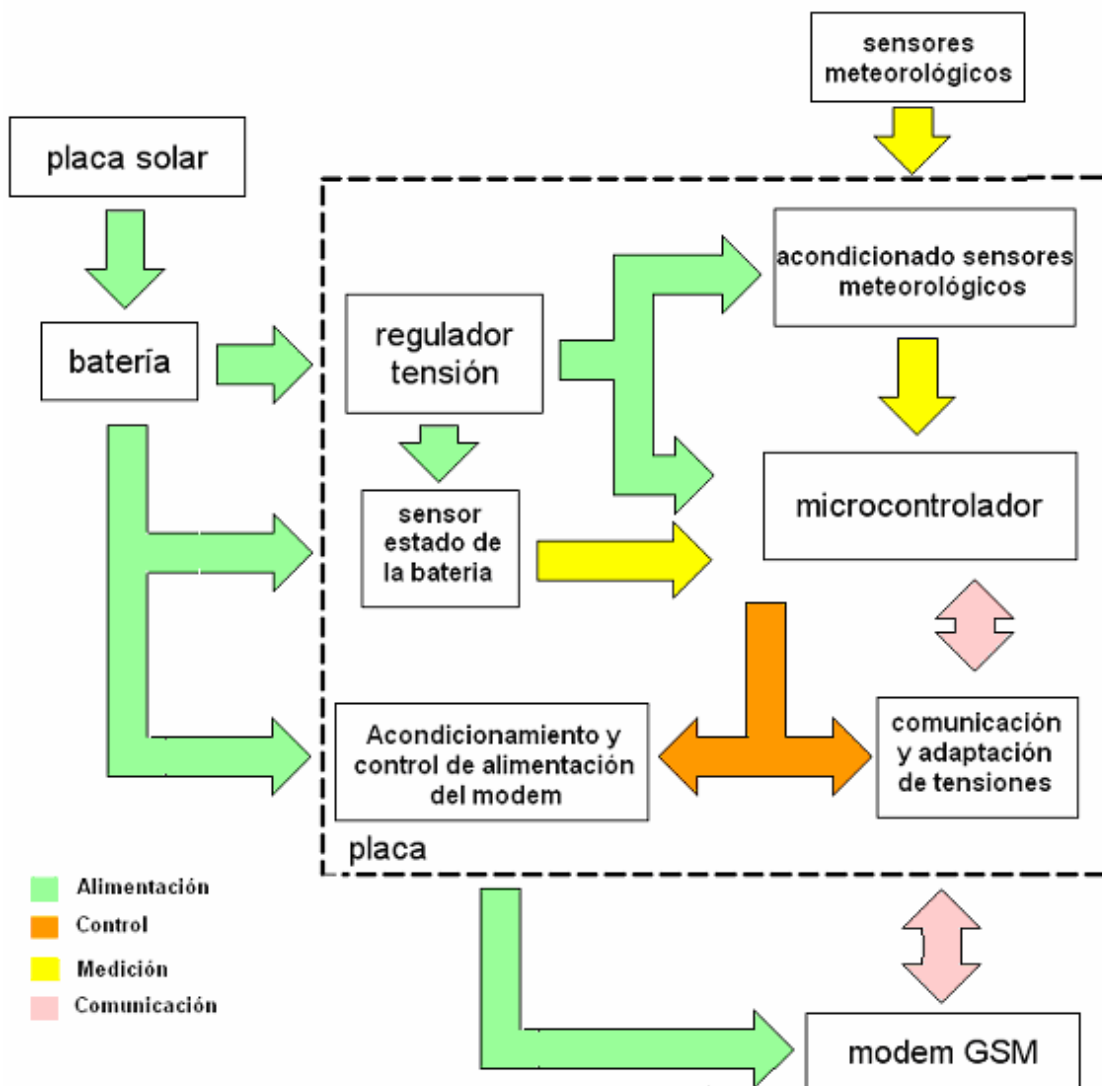 sensores
meteorológicos
placa solar
acondicionado sensores
meteorológicos
batería
regulador
tensión
microcontrolador
sensor
estado de
la bateria
Acondicionamiento y
control de alimentación
del modem
comunicación
y adaptación
de tensiones
placa
Alimentación
Control
Medición
Comunicación
modem GSM